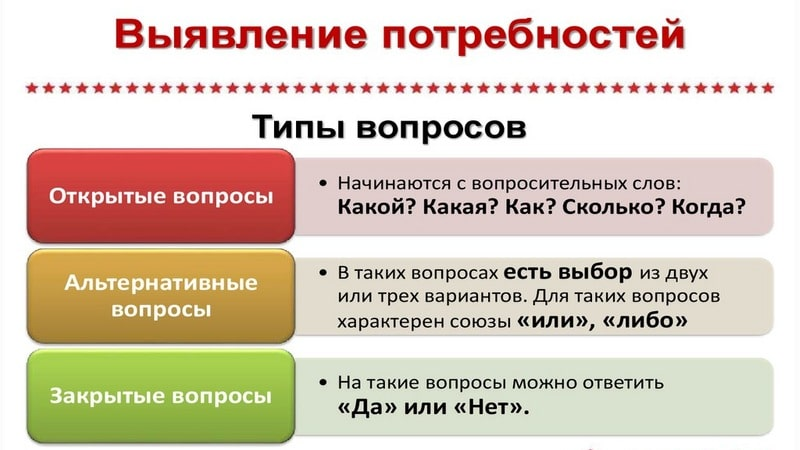 Выявление потребностей
Типы вопросов
Открытые вопросы
• Начинаются с вопросительных слов:
Какой? Какая? Как? Сколько? Когда?
Альтернативные
вопросы
• В таких вопросах есть выбор из двух
или трех вариантов. Для таких вопросов
характерен союзы «или», «либо»
Закрытые вопросы
• На такие вопросы можно ответить
«Да» или «Нет».